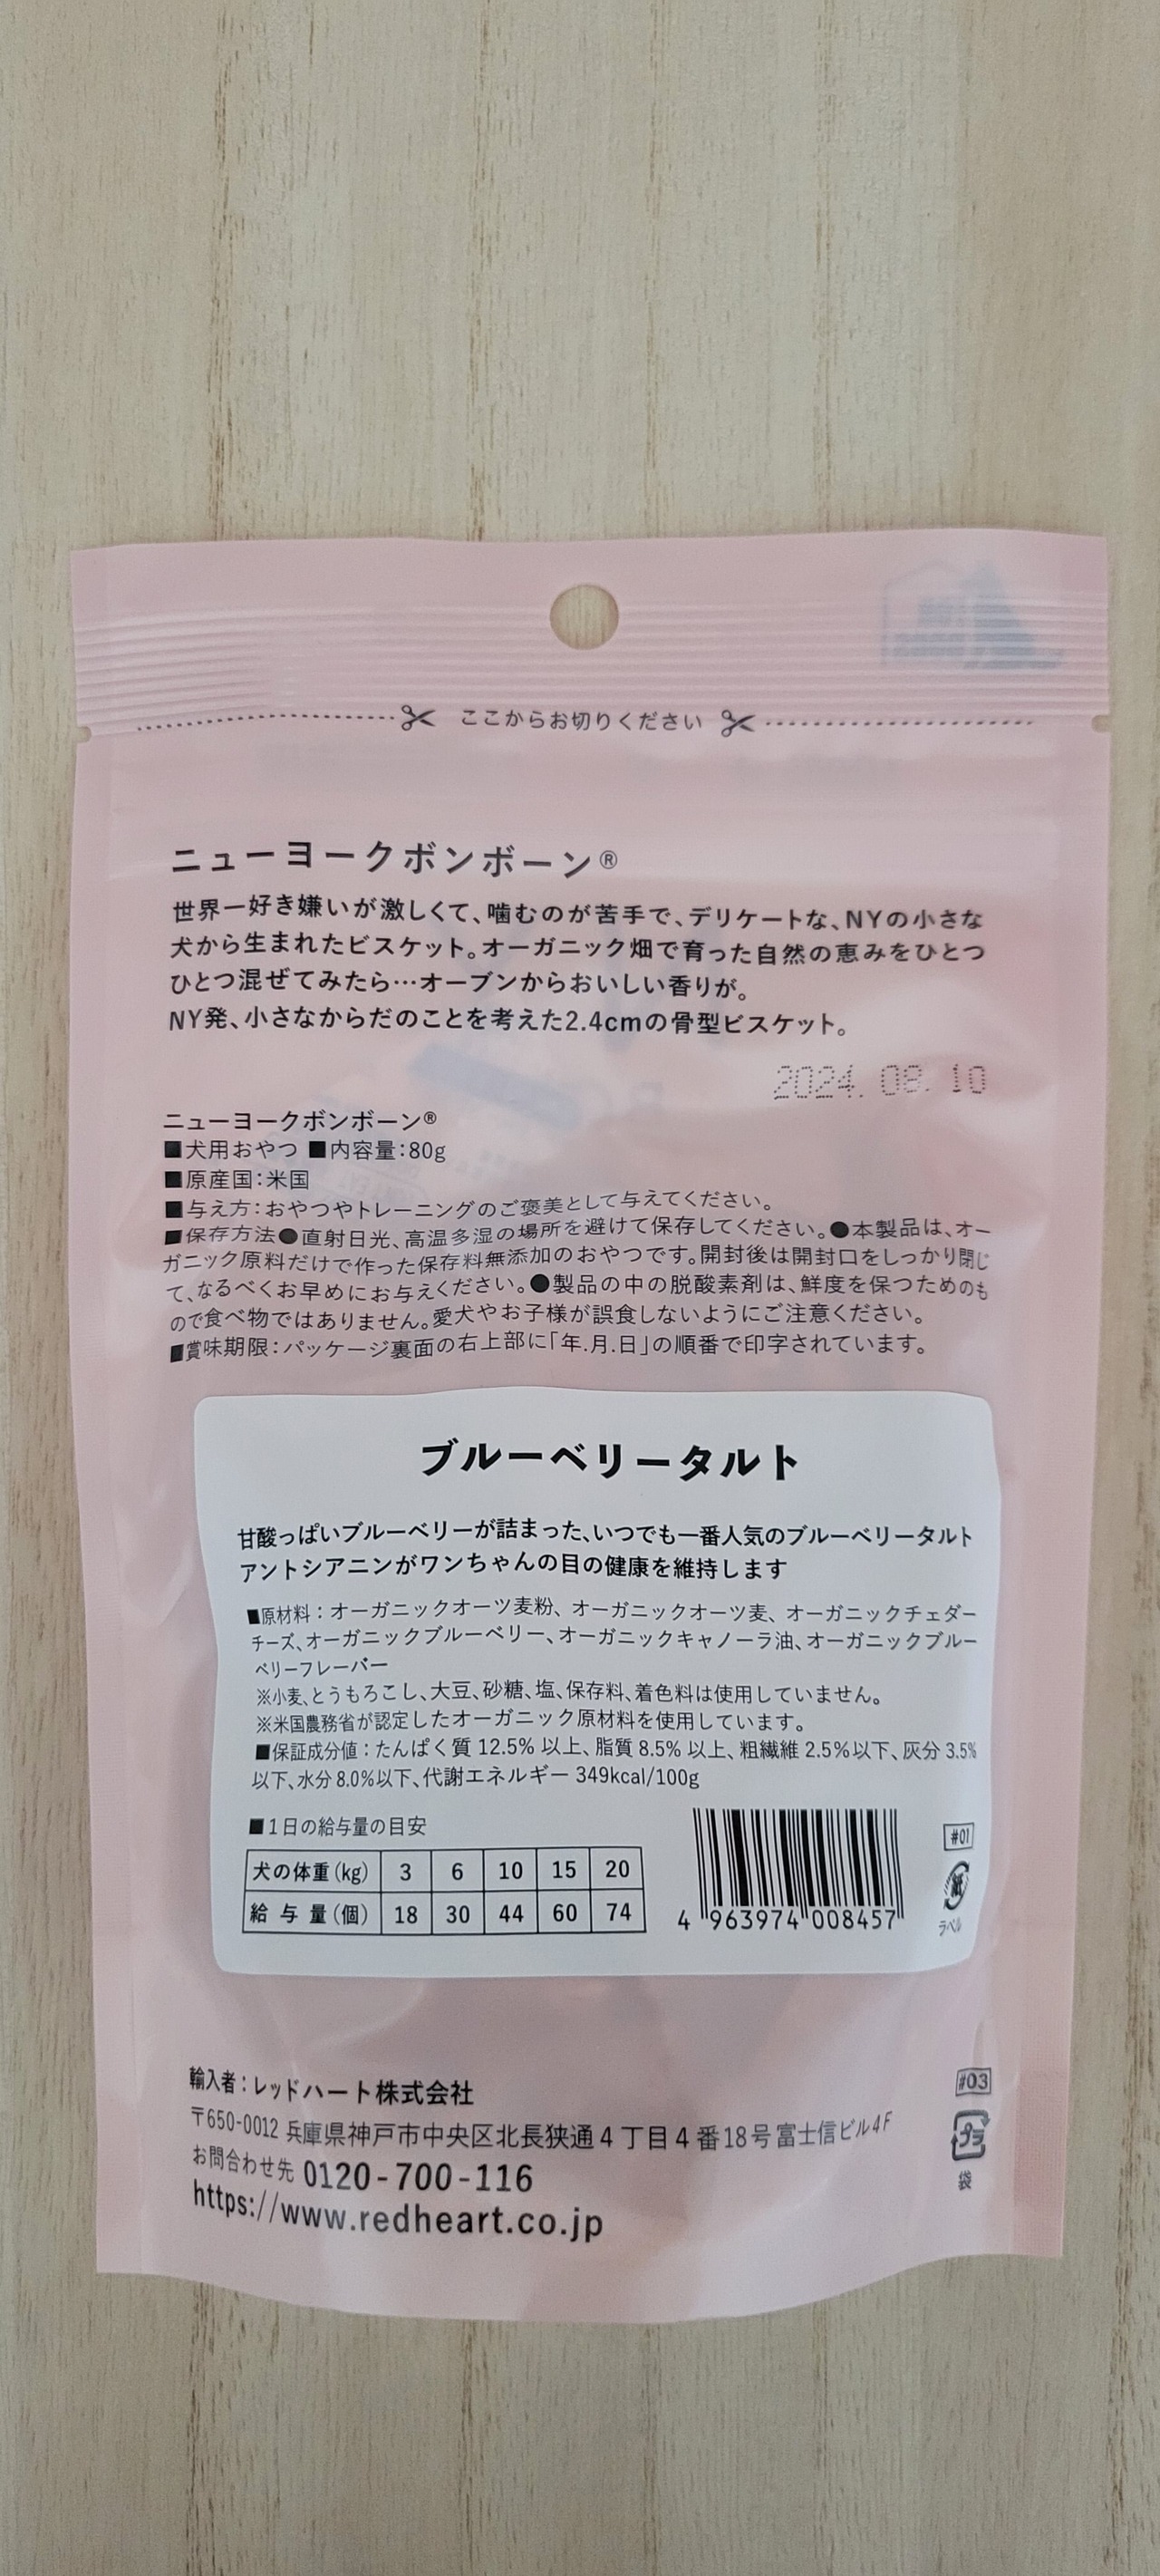 ここからお切りください
ニューヨークボンボーン®
世界一好き嫌いが激しくて、噛むのが苦手で、デリケートな、NYの小さな
犬から生まれたビスケット。オーガニック畑で育った自然の恵みをひとつ
ひとつ混ぜてみたら…オーブンからおいしい香りが。
NY発、小さなからだのことを考えた2.4cmの骨型ビスケット。
2024. 08. 10
ニューヨークボンボーン®
■犬用おやつ ■内容量:80g
■原産国:米国
■与え方:おやつやトレーニングのご褒美として与えてください。
■保存方法●直射日光、高温多湿の場所を避けて保存してください。●本製品は、オー
ガニック原料だけで作った保存料無添加のおやつです。開封後は開封口をしっかり閉じ
て、なるべくお早めにお与えください。●製品の中の脱酸素剤は、鮮度を保つためのも
ので食べ物ではありません。愛犬やお子様が誤食しないようにご注意ください。
■賞味期限:パッケージ裏面の右上部に「年.月.日」の順番で印字されています。
ブルーベリータルト
甘酸っぱいブルーベリーが詰まった、いつでも一番人気のブルーベリータルト
アントシアニンがワンちゃんの目の健康を維持します
■原材料:オーガニックオーツ麦粉、オーガニックオーツ麦、オーガニックチェダー
チーズ、オーガニックブルーベリー、オーガニックキャノーラ油、オーガニックブルー
ベリーフレーバー
※小麦、とうもろこし、大豆、砂糖、塩、保存料、着色料は使用していません。
※米国農務省が認定したオーガニック原材料を使用しています。
■保証成分値:たんぱく質 12.5% 以上、脂質 8.5% 以上、粗繊維 2.5%以下、灰分 3.5%
以下、水分 8.0%以下、代謝エネルギー 349kcal/100g
■1日の給与量の目安
犬の体重(kg) 3 6 10 15 20
給与量(個) 18 30 44 60 74
4 963974 008457
#01
紙
ラベル
輸入者:レッドハート株式会社
〒650-0012 兵庫県神戸市中央区北長狭通4丁目4番18号富士信ビル4F
お問合わせ先 0120-700-116
https://www.redheart.co.jp
#03
プラ
袋